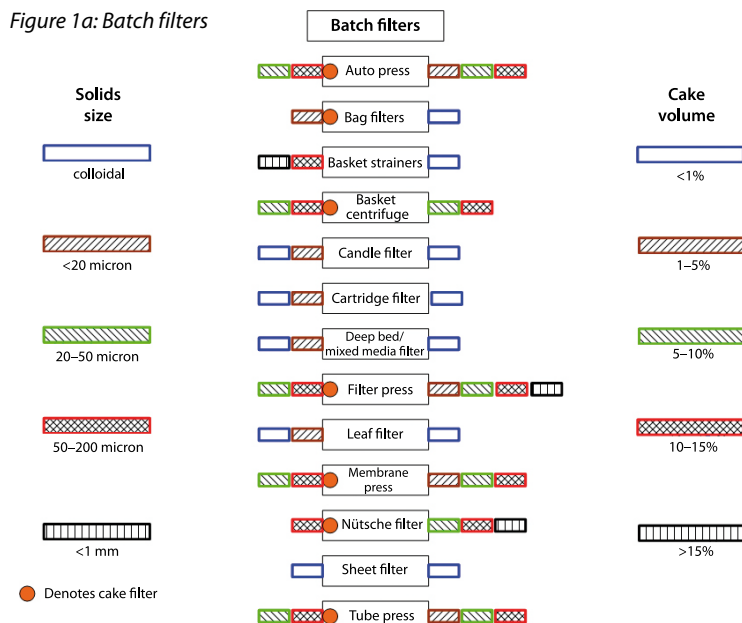 Figure 1a: Batch filters
Batch filters
Solids
size
colloidal
<20 micron
20–50 micron
50–200 micron
<1 mm
Denotes cake filter
Auto press
Bag filters
Basket strainers
Basket
centrifuge
Candle filter
Cartridge filter
Deep bed/
mixed media filter
Filter press
Leaf filter
Membrane
press
Nütsche filter
Sheet filter
Tube press
Cake
volume
<1%
1–5%
5–10%
10–15%
>15%